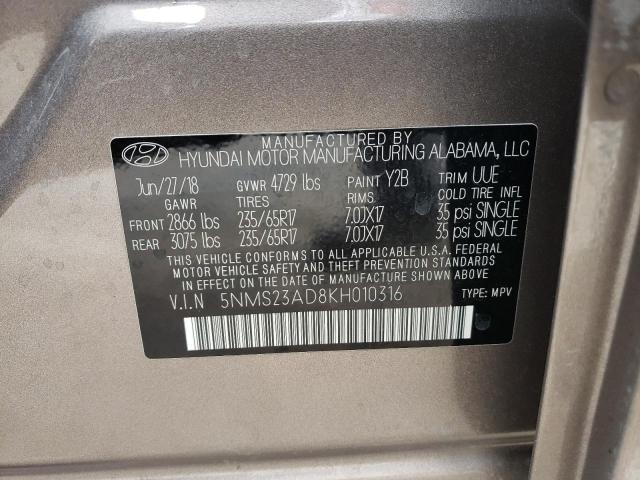 MANUFACTURED BY
HYUNDAI MOTOR MANUFACTURING ALABAMA, LLC
Jun/27/18 GVWR 4729 lbs PAINT Y2B TRIM UUE
GAWR TIRES RIMS COLD TIRE INFL
FRONT 2866 lbs 235/65R17 7.0JX17 35 psi SINGLE
REAR 3075 lbs 235/65R17 7.0JX17 35 psi SINGLE
THIS VEHICLE CONFORMS TO ALL APPLICABLE U.S.A. FEDERAL
MOTOR VEHICLE SAFETY AND THEFT PREVENTION STANDARDS
IN EFFECT ON THE DATE OF MANUFACTURE SHOWN ABOVE.
V.I.N 5NMS23AD8KH010316 TYPE: MPV